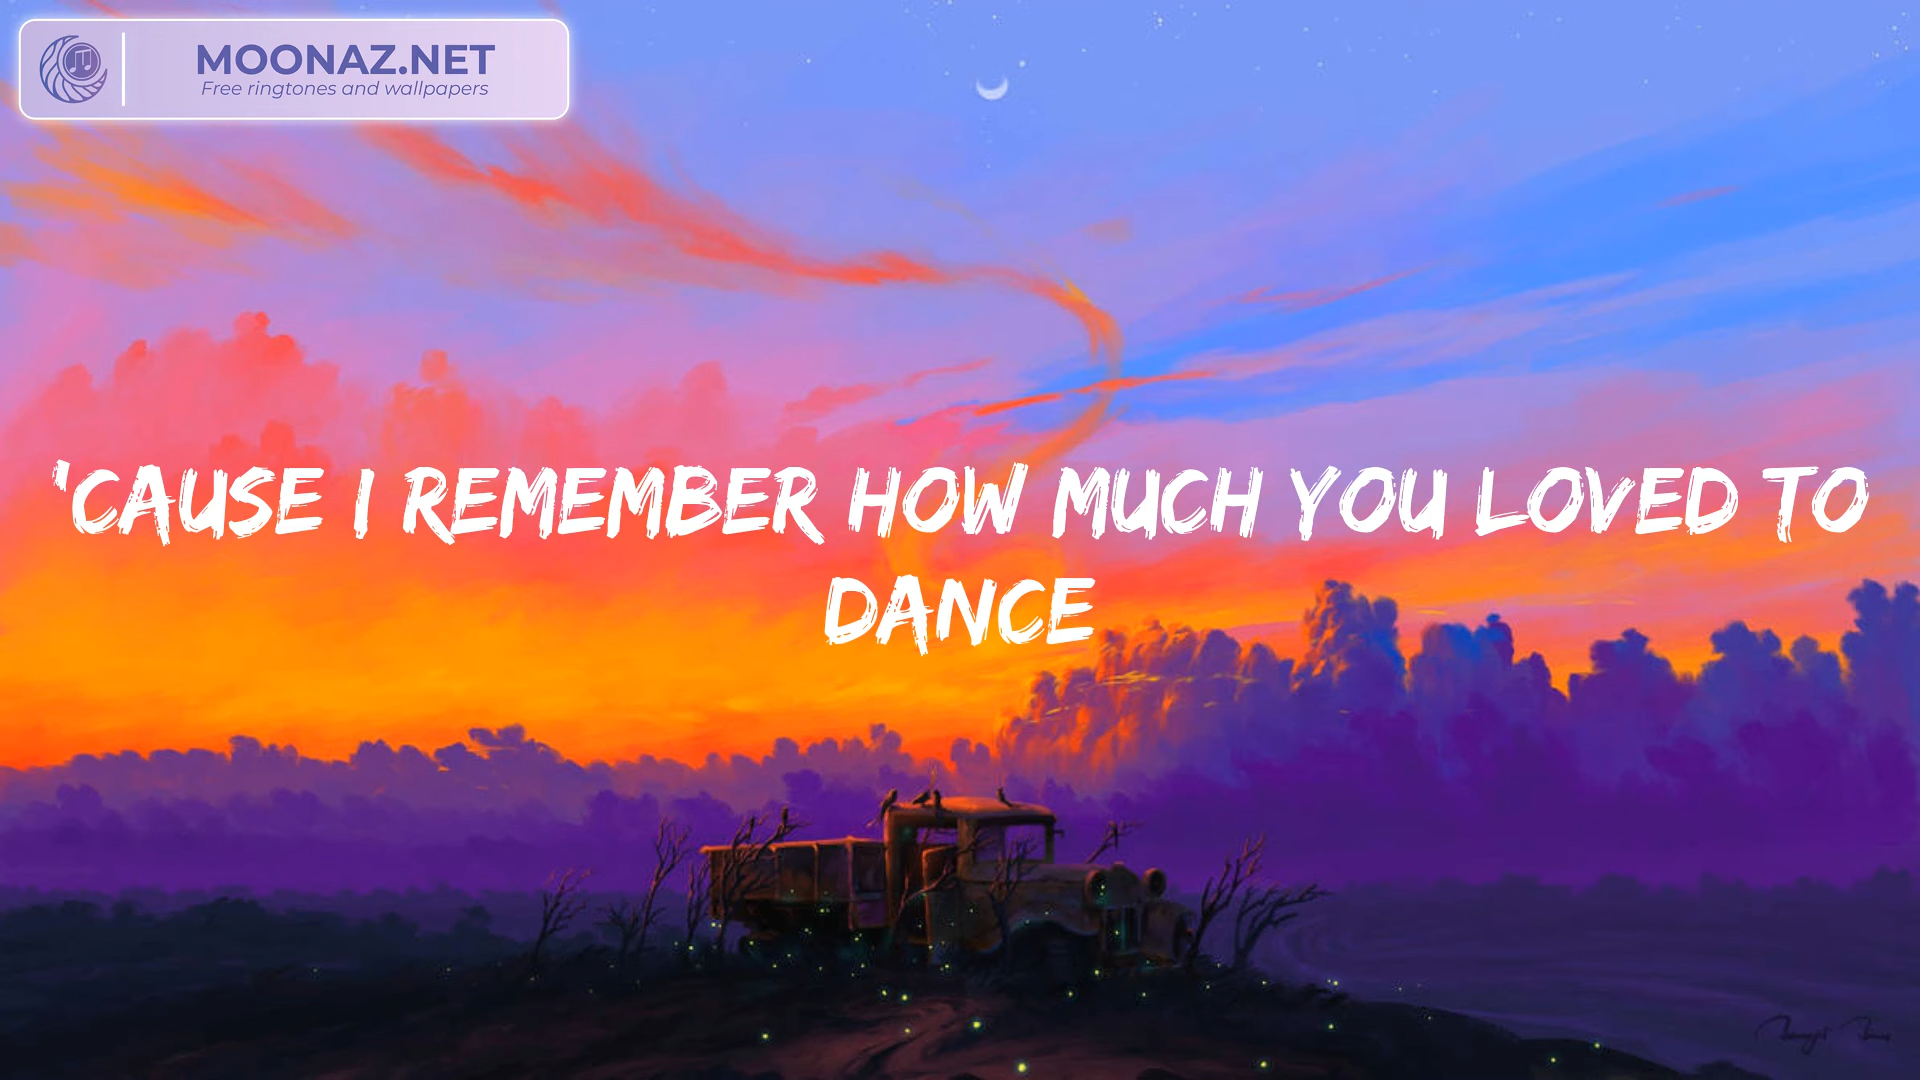 MOONAZ.NET
Free ringtones and wallpapers
'CAUSE I REMEMBER HOW MUCH YOU LOVED TO
DANCE